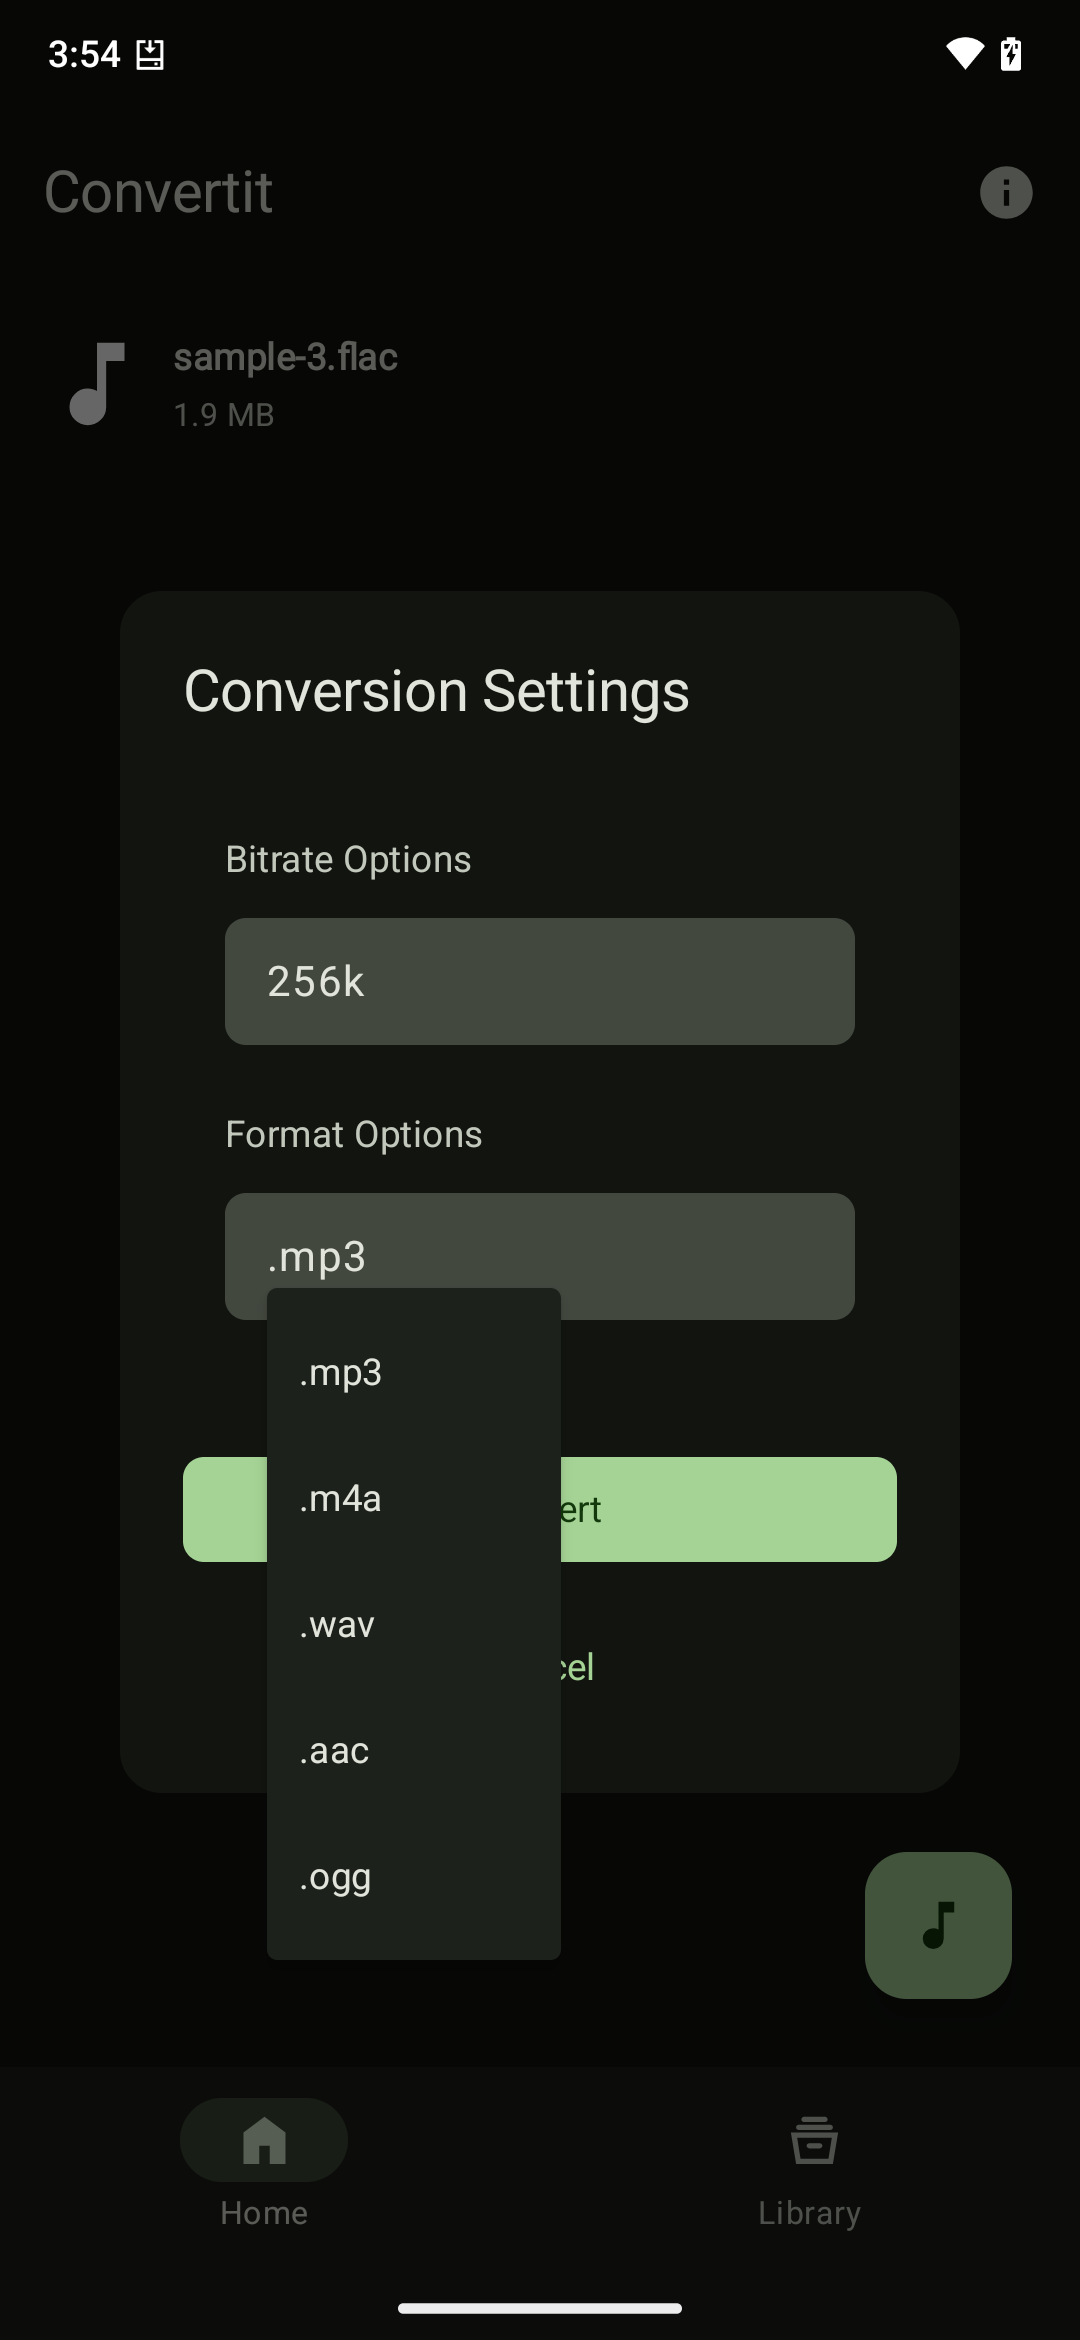 3:54
Convertit
sample-3.flac
1.9 MB
Conversion Settings
Bitrate Options
256k
Format Options
.mp3
.mp3
.m4a
ert
.wav
cel
.aac
.ogg
Home
Library